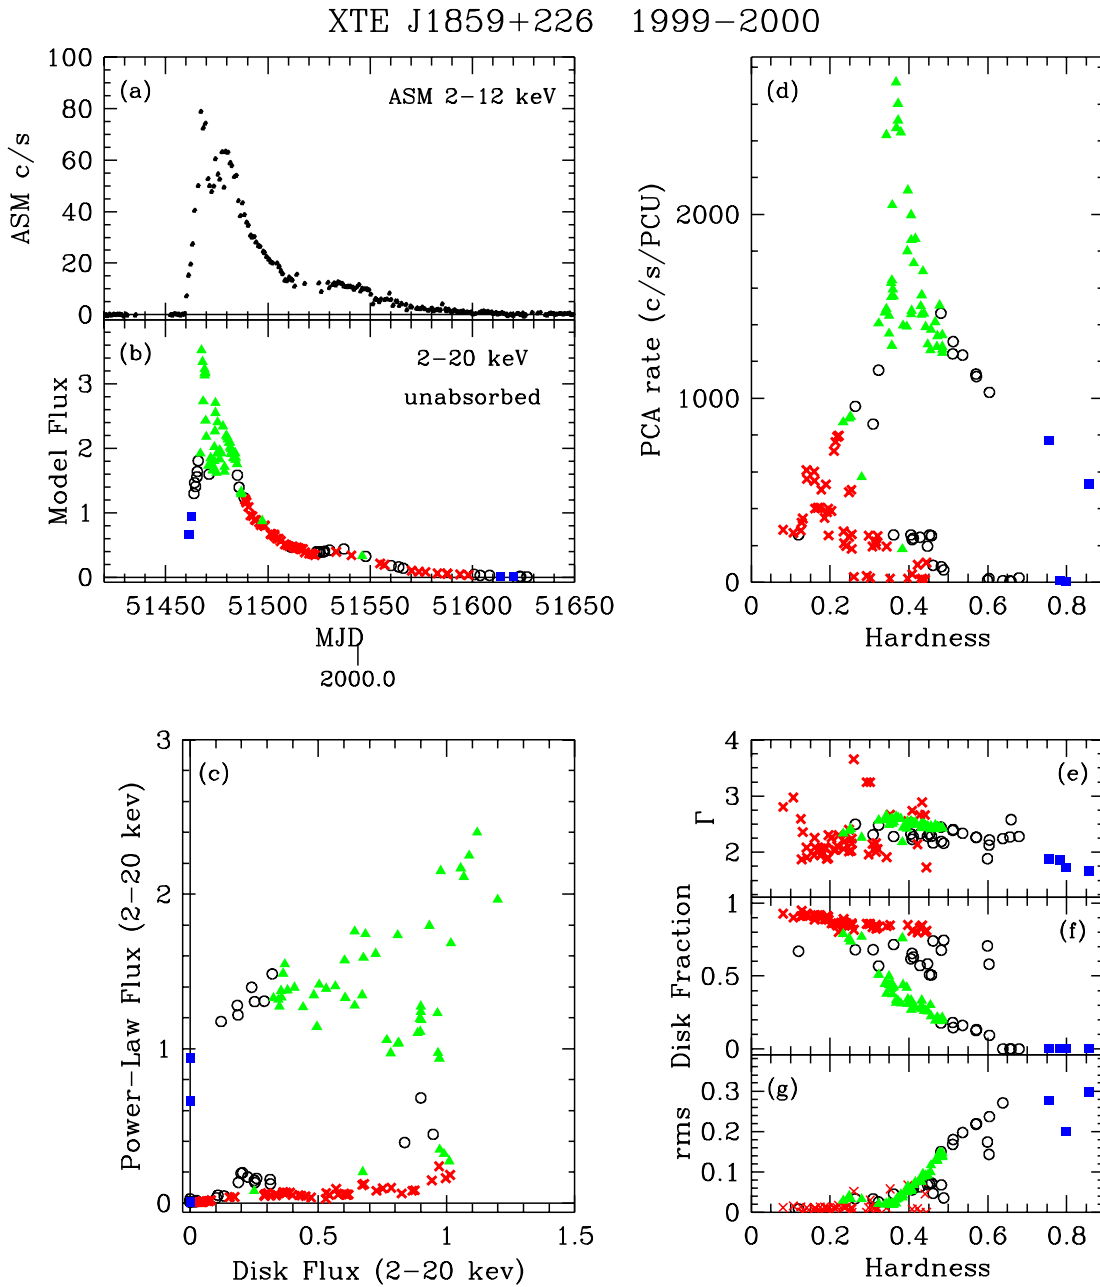 XTE J1859+226 1999−2000
(a)
ASM 2−12 keV
ASM c/s
100
80
60
40
20
0
(b)
2−20 keV
unabsorbed
Model Flux
3
2
1
0
51450 51500 51550 51600 51650
MJD
2000.0
(d)
PCA rate (c/s/PCU)
2000
1000
0
0 0.2 0.4 0.6 0.8
Hardness
(c)
Power−Law Flux (2−20 kev)
3
2
1
0
0 0.5 1 1.5
Disk Flux (2−20 kev)
(e)
Γ
4
3
2
(f)
Disk Fraction
1
0.5
0
(g)
rms
0.3
0.2
0.1
0
0 0.2 0.4 0.6 0.8
Hardness